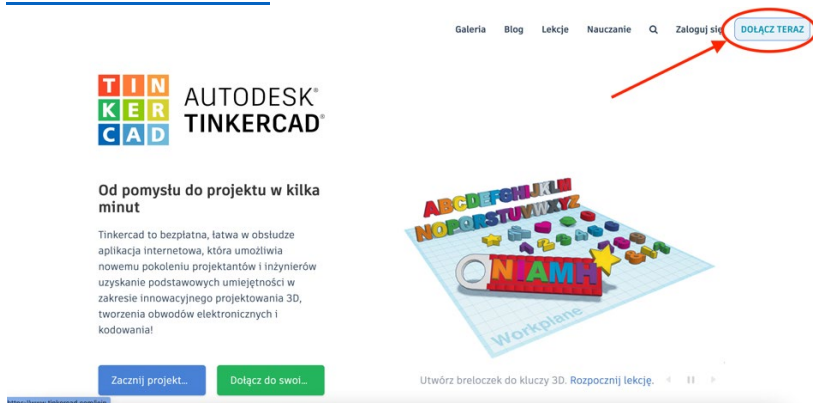 Galeria Blog Lekcje Nauczanie Zaloguj się DOŁĄCZ TERAZ
TIN
KER
CAD
AUTODESK®
TINKERCAD®
Od pomysłu do projektu w kilka
minut
Tinkercad to bezpłatna, łatwa w obsłudze
aplikacja internetowa, która umożliwia
nowemu pokoleniu projektantów i inżynierów
uzyskanie podstawowych umiejętności w
zakresie innowacyjnego projektowania 3D,
tworzenia obwodów elektronicznych i
kodowania!
Zacznij projekt... Dołącz do swoi...
ABCDEFGHIJKLM
NOPQRSTUVWXYZ
NIAMH
Workplane
Utwórz breloczek do kluczy 3D. Rozpocznij lekcję.